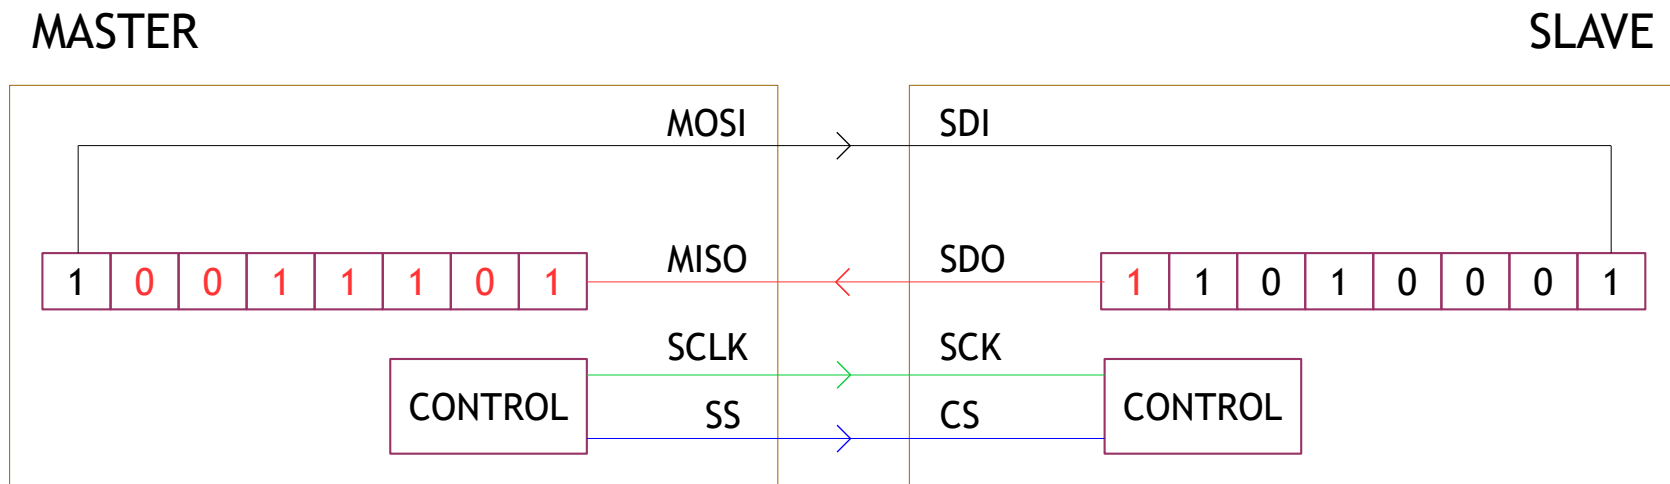 MASTER SLAVE
MOSI SDI
1 0 0 1 1 1 0 1 MISO SDO 1 1 0 1 0 0 0 1
SCLK SCK
CONTROL SS CS CONTROL